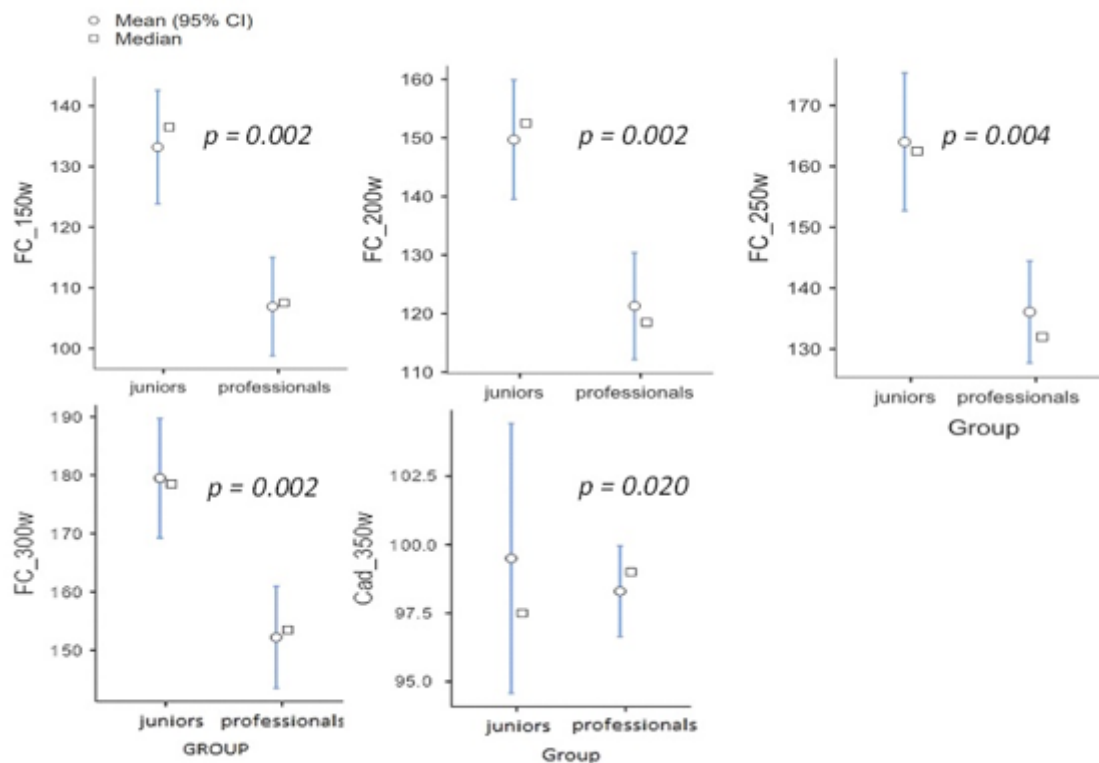 Mean (95% CI)
Median
FC_150w
140
130
120
110
100
p = 0.002
juniors professionals
FC_200w
160
150
140
130
120
110
p = 0.002
juniors professionals
FC_250w
170
160
150
140
130
p = 0.004
juniors professionals
Group
FC_300w
190
180
170
160
150
p = 0.002
juniors professionals
GROUP
Cad_350w
102.5
100.0
97.5
95.0
p = 0.020
juniors professionals
Group